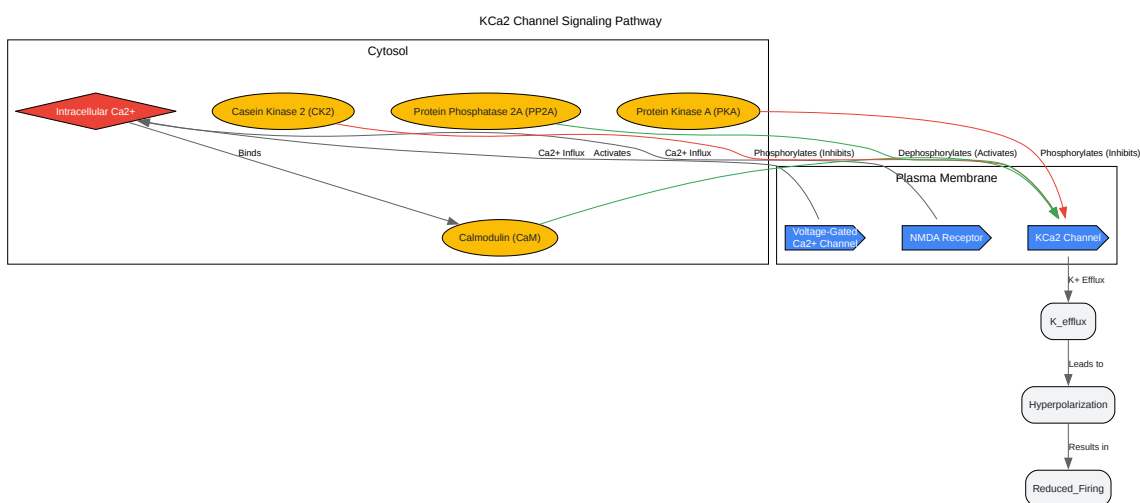 KCa2 Channel Signaling Pathway
Cytosol
Intracellular Ca2+
Casein Kinase 2 (CK2)
Protein Phosphatase 2A (PP2A)
Protein Kinase A (PKA)
Binds
Ca2+ Influx
Activates
Ca2+ Influx
Phosphorylates (Inhibits)
Dephosphorylates (Activates)
Phosphorylates (Inhibits)
Plasma Membrane
Calmodulin (CaM)
Voltage-Gated
Ca2+ Channel
NMDA Receptor
KCa2 Channel
K+ Efflux
K_efflux
Leads to
Hyperpolarization
Results in
Reduced_Firing